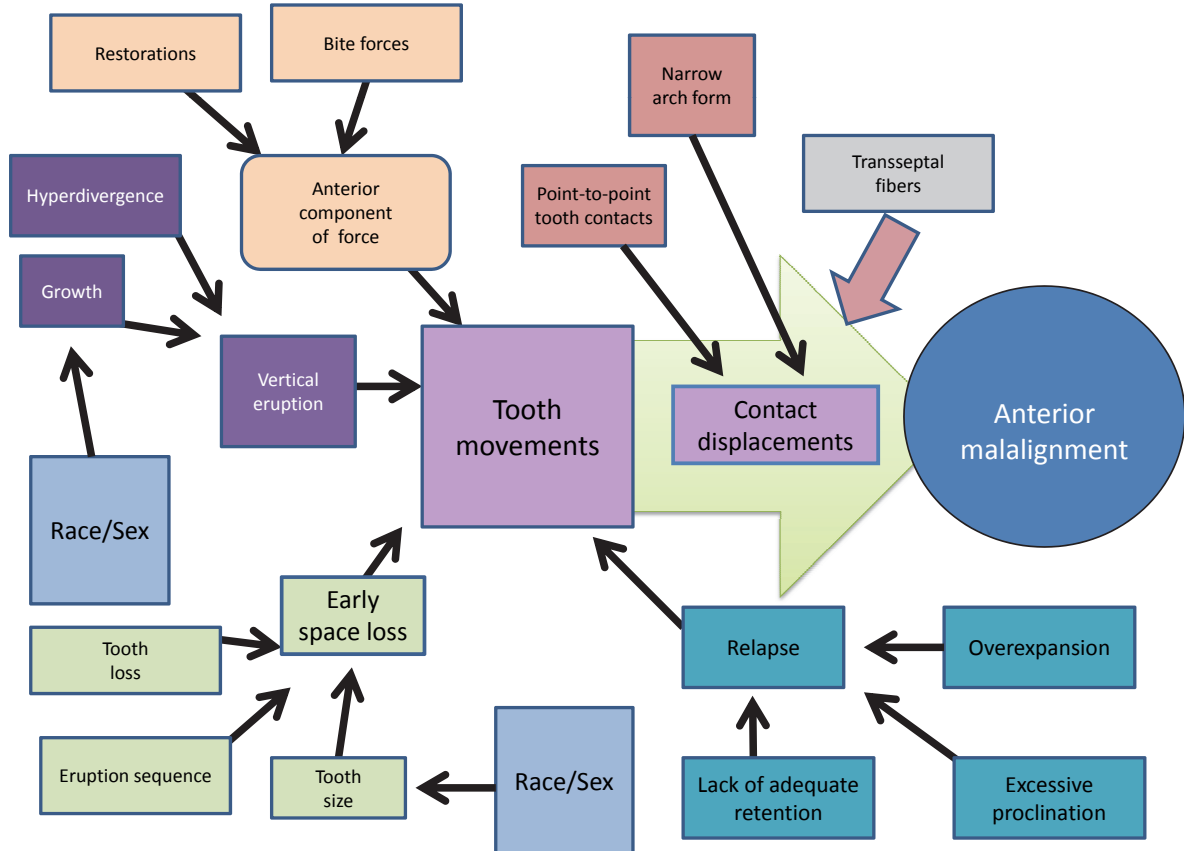 Restorations
Bite forces
Narrow
arch form
Transseptal
fibers
Hyperdivergence
Anterior
component
of force
Point-to-point
tooth contacts
Growth
Vertical
eruption
Tooth
movements
Contact
displacements
Anterior
malalignment
Race/Sex
Early
space loss
Tooth
loss
Relapse
Overexpansion
Eruption sequence
Tooth
size
Race/Sex
Lack of adequate
retention
Excessive
proclination